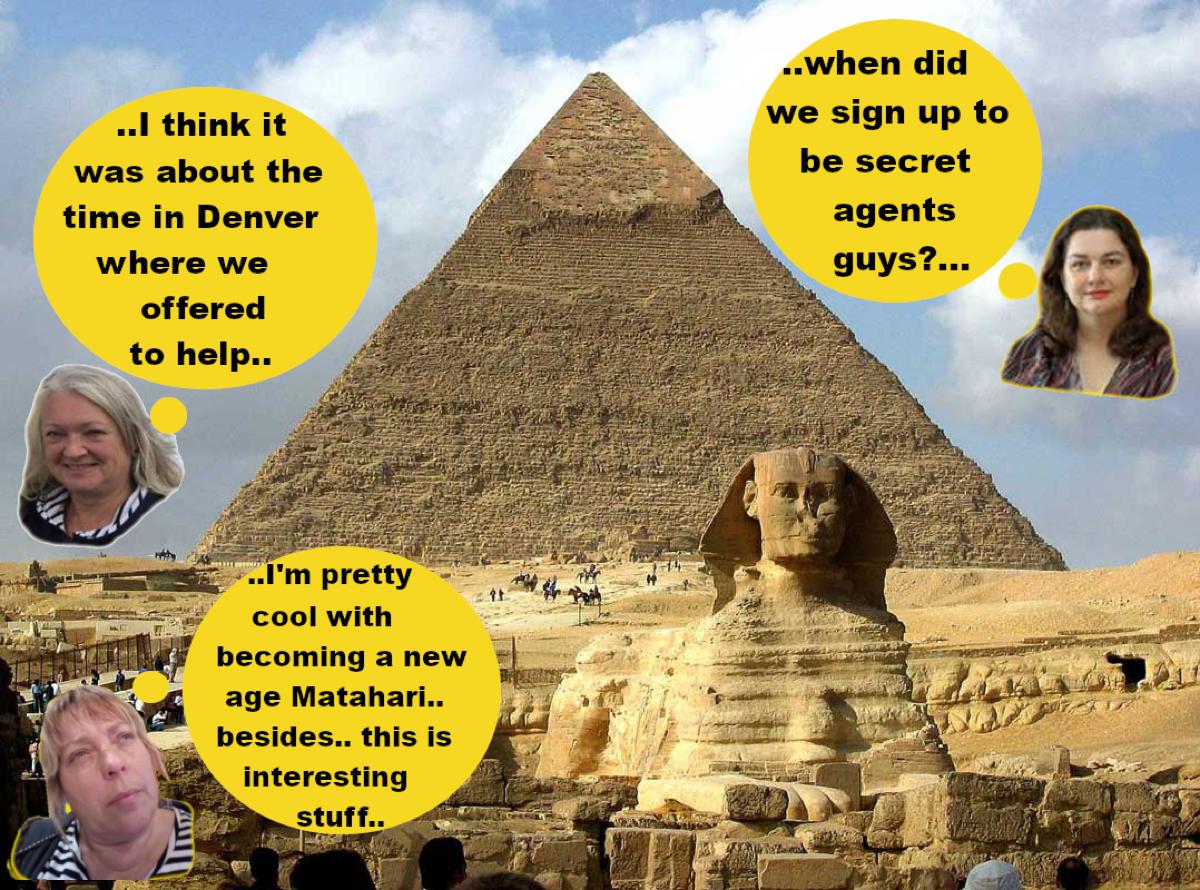 ..when did
we sign up to
be secret
agents
guys?...
..I think it
was about the
time in Denver
where we
offered
to help..
..I'm pretty
cool with
becoming a new
age Matahari..
besides.. this is
interesting
stuff..